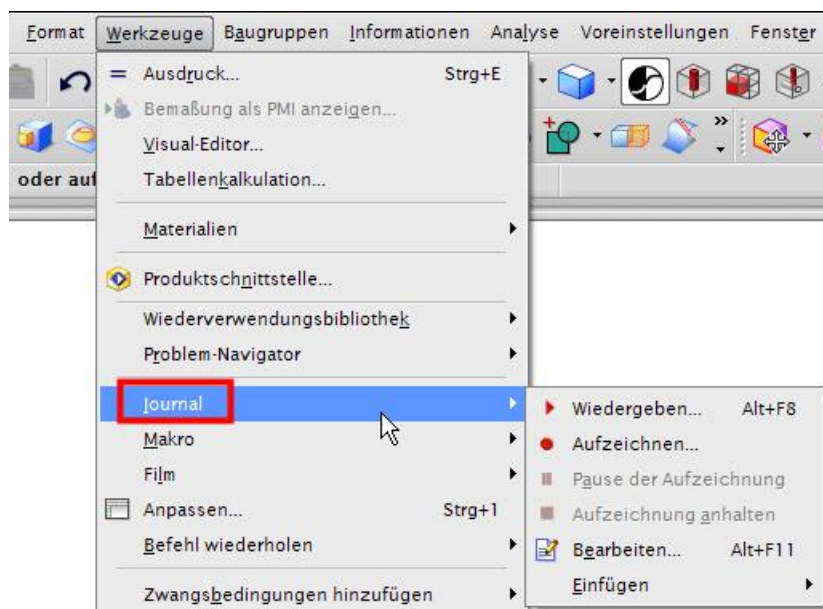 Format Werkzeuge Baugruppen Informationen Analyse Voreinstellungen Fenster
= Ausdruck... Strg+E
Bemaßung als PMI anzeigen...
Visual-Editor...
oder auf
Tabellenkalkulation...
Materialien
Produktschnittstelle...
Wiederverwendungsbibliothek
Problem-Navigator
Journal
Makro
Film
Anpassen... Strg+1
Befehl wiederholen
Zwangsbedingungen hinzufügen
Wiedergeben... Alt+F8
Aufzeichnen...
Pause der Aufzeichnung
Aufzeichnung anhalten
Bearbeiten... Alt+F11
Einfügen